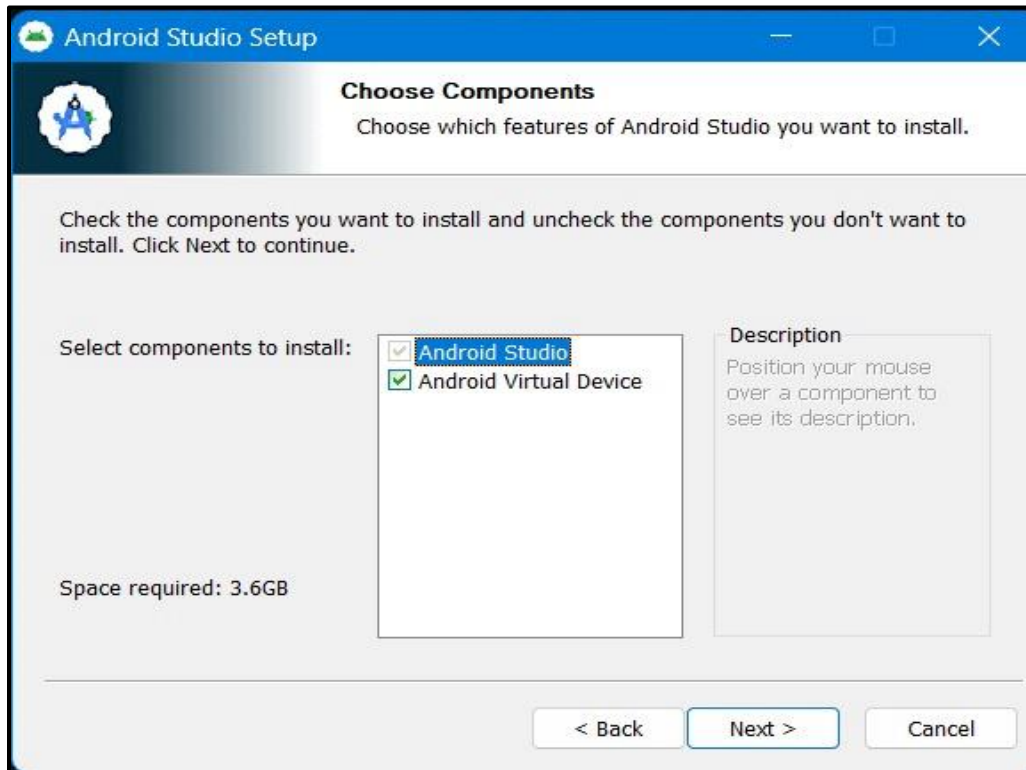 Android Studio Setup
Choose Components
Choose which features of Android Studio you want to install.
Check the components you want to install and uncheck the components you don't want to
install. Click Next to continue.
Select components to install:
Android Studio
Android Virtual Device
Description
Position your mouse
over a component to
see its description.
Space required: 3.6GB
< Back
Next >
Cancel